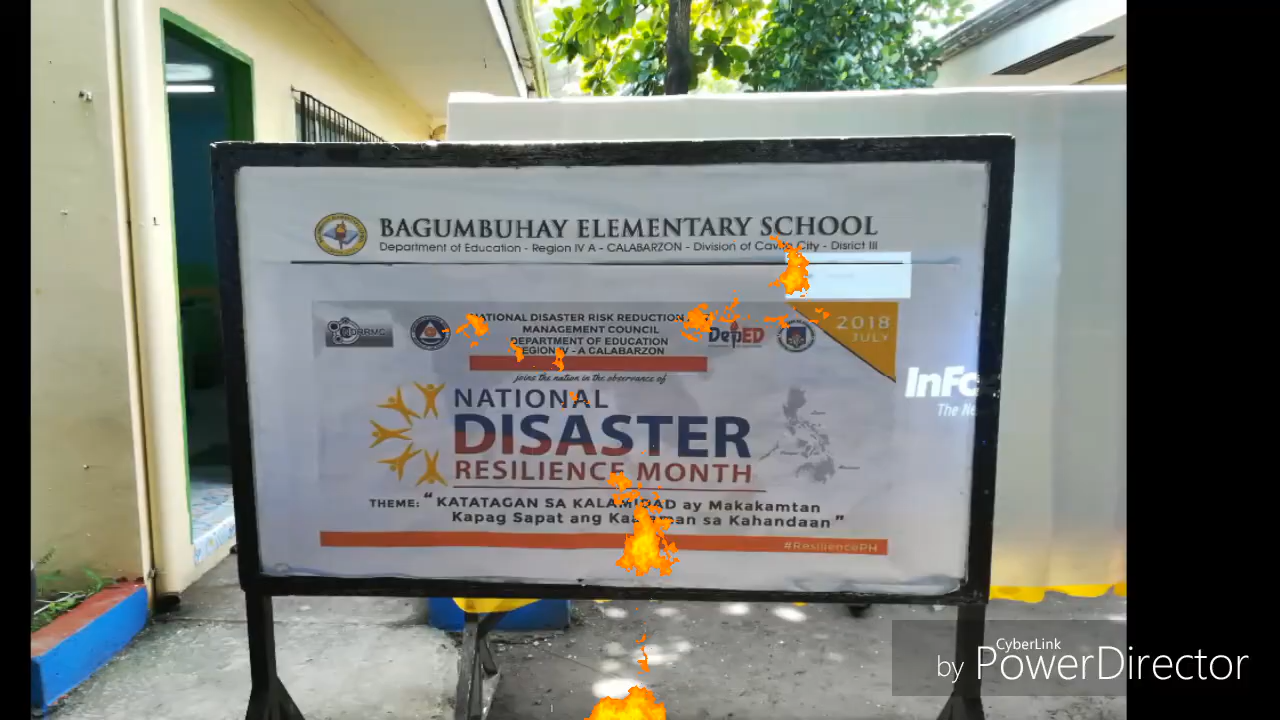 BAGUMBUHAY ELEMENTARY SCHOOL
Department of Education - Region IV A - CALABARZON - Division of Cavite City - District III
NATIONAL DISASTER RISK REDUCTION
MANAGEMENT COUNCIL
DEPARTMENT OF EDUCATION
REGION IV - A CALABARZON
DepED
2018
JULY
joins the nation in the observance of
NATIONAL
DISASTER
RESILIENCE MONTH
THEME: “ KATATAGAN SA KALAMIDAD ay Makakamtan
Kapag Sapat ang Kaalaman sa Kahandaan ”
#ResiliencePH
CyberLink
by PowerDirector